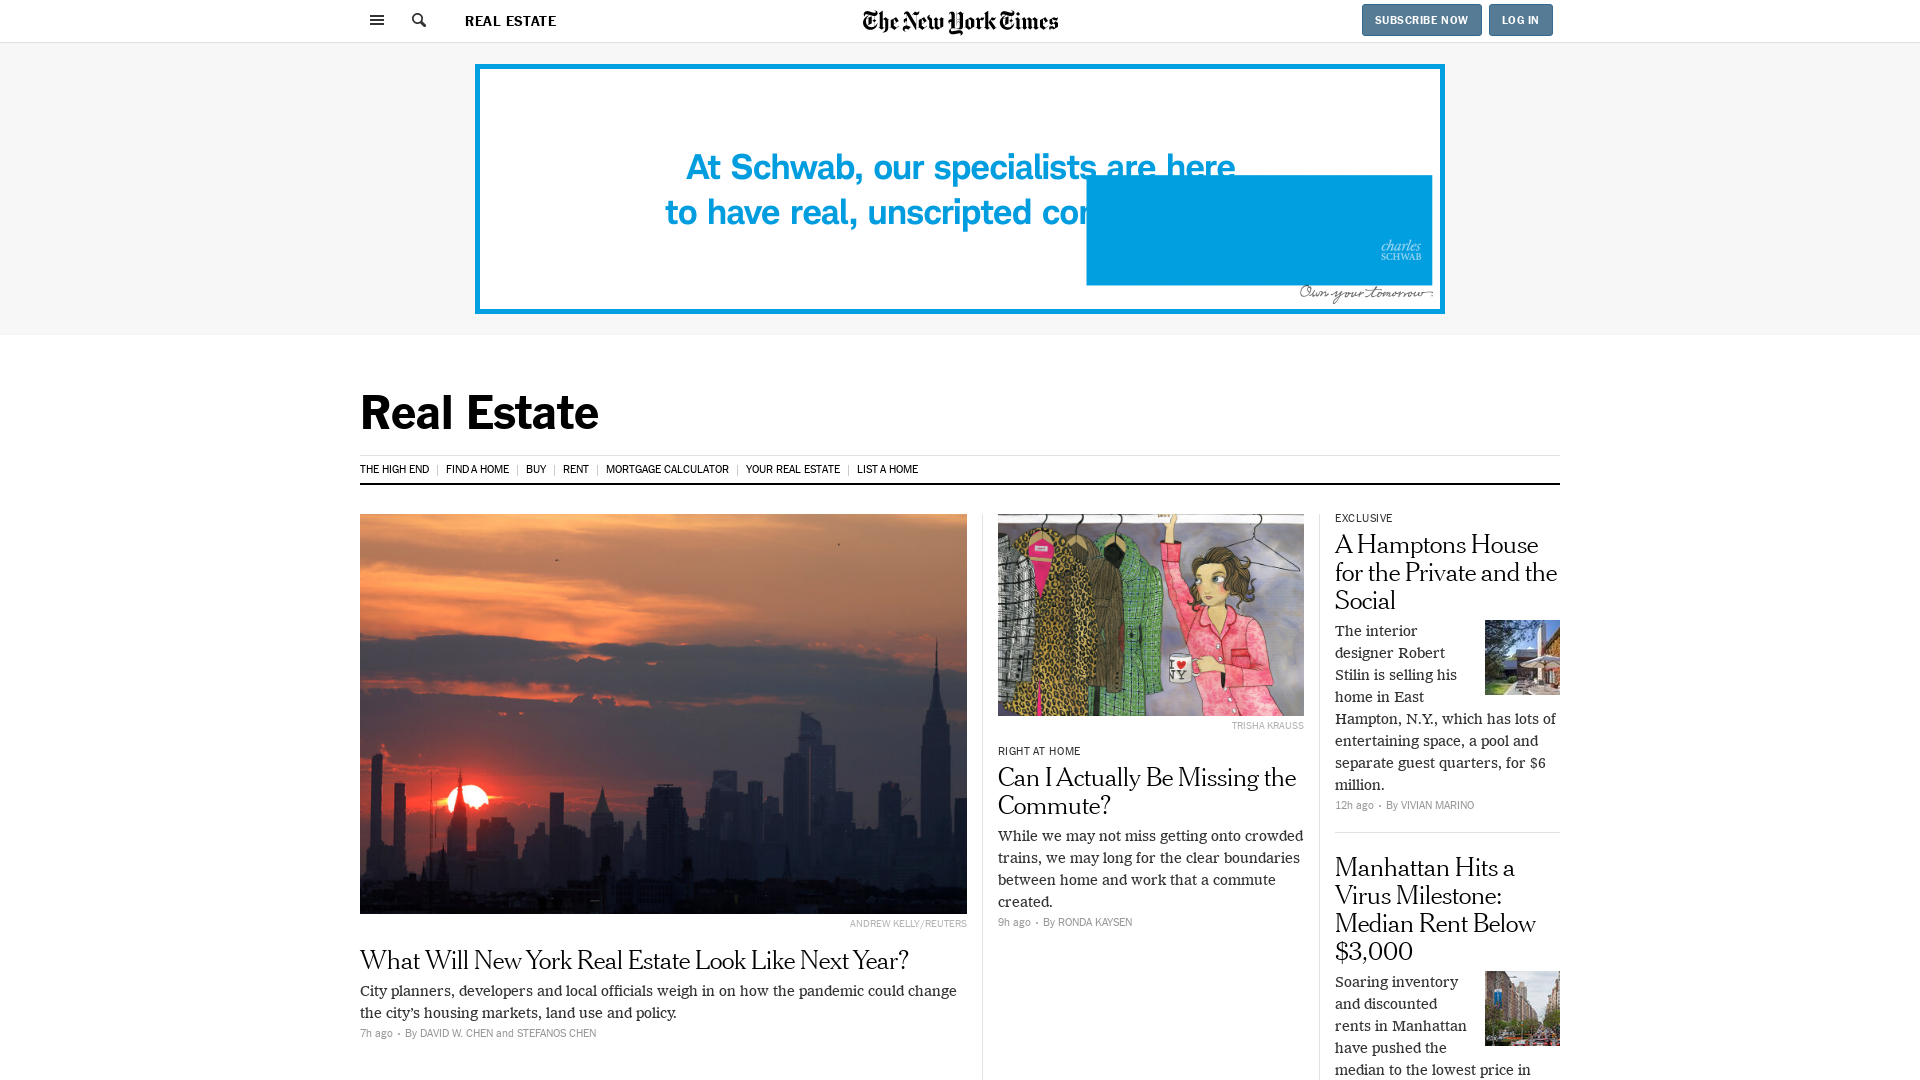 REAL ESTATE
The New York Times
SUBSCRIBE NOW
LOG IN
At Schwab, our specialists are here
to have real, unscripted
charles
SCHWAB
Own your tomorrow
Real Estate
THE HIGH END
FIND A HOME
BUY
RENT
MORTGAGE CALCULATOR
YOUR REAL ESTATE
LIST A HOME
ANDREW KELLY/REUTERS
What Will New York Real Estate Look Like Next Year?
City planners, developers and local officials weigh in on how the pandemic could change
the city’s housing markets, land use and policy.
7h ago • By DAVID W. CHEN and STEFANOS CHEN
I ♥
NY
TRISHA KRAUSS
RIGHT AT HOME
Can I Actually Be Missing the
Commute?
While we may not miss getting onto crowded
trains, we may long for the clear boundaries
between home and work that a commute
created.
9h ago • By RONDA KAYSEN
EXCLUSIVE
A Hamptons House
for the Private and the
Social
The interior
designer Robert
Stilin is selling his
home in East
Hampton, N.Y., which has lots of
entertaining space, a pool and
separate guest quarters, for $6
million.
12h ago • By VIVIAN MARINO
Manhattan Hits a
Virus Milestone:
Median Rent Below
$3,000
Soaring inventory
and discounted
rents in Manhattan
have pushed the
median to the lowest price in